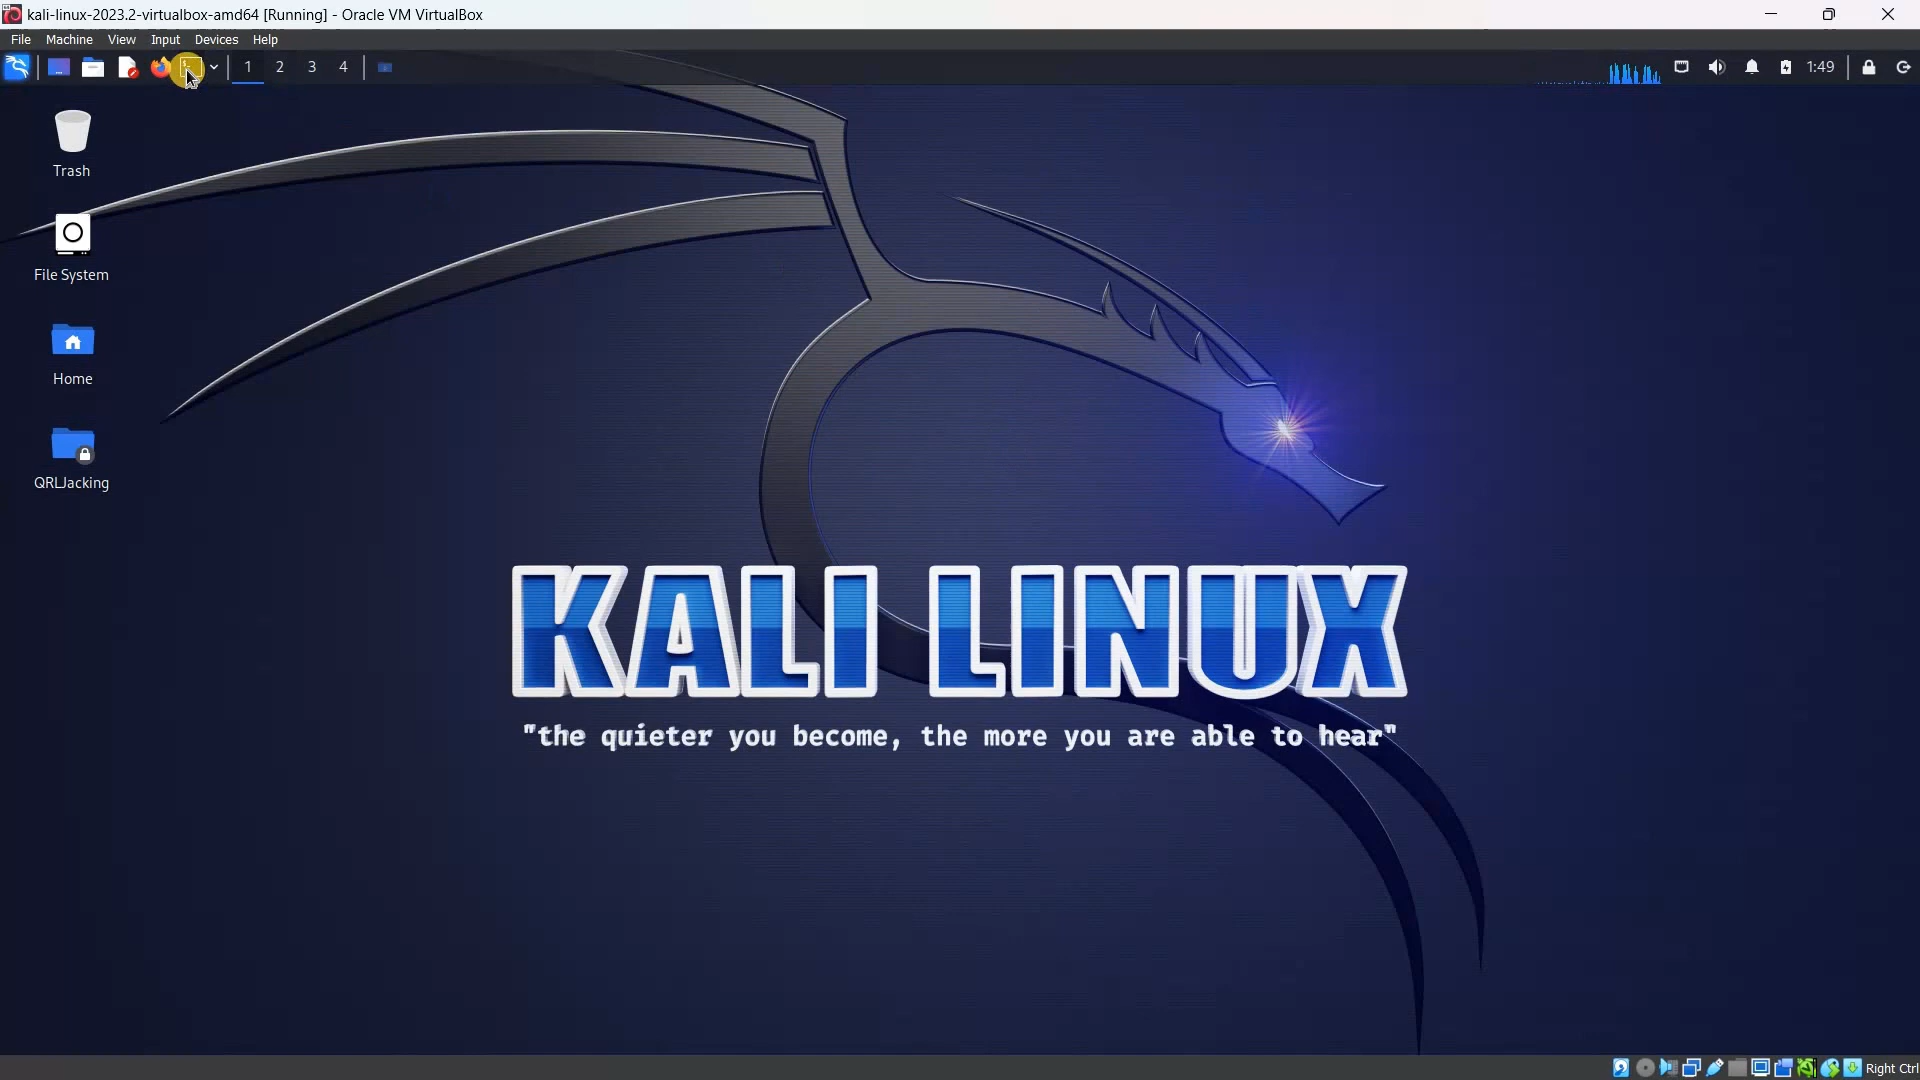 kali-linux-2023.2-virtualbox-amd64 [Running] - Oracle VM VirtualBox
File Machine View Input Devices Help
1 2 3 4 1:49
Trash
File System
Home
QRLJacking
KALI LINUX
"the quieter you become, the more you are able to hear"
Right Ctrl